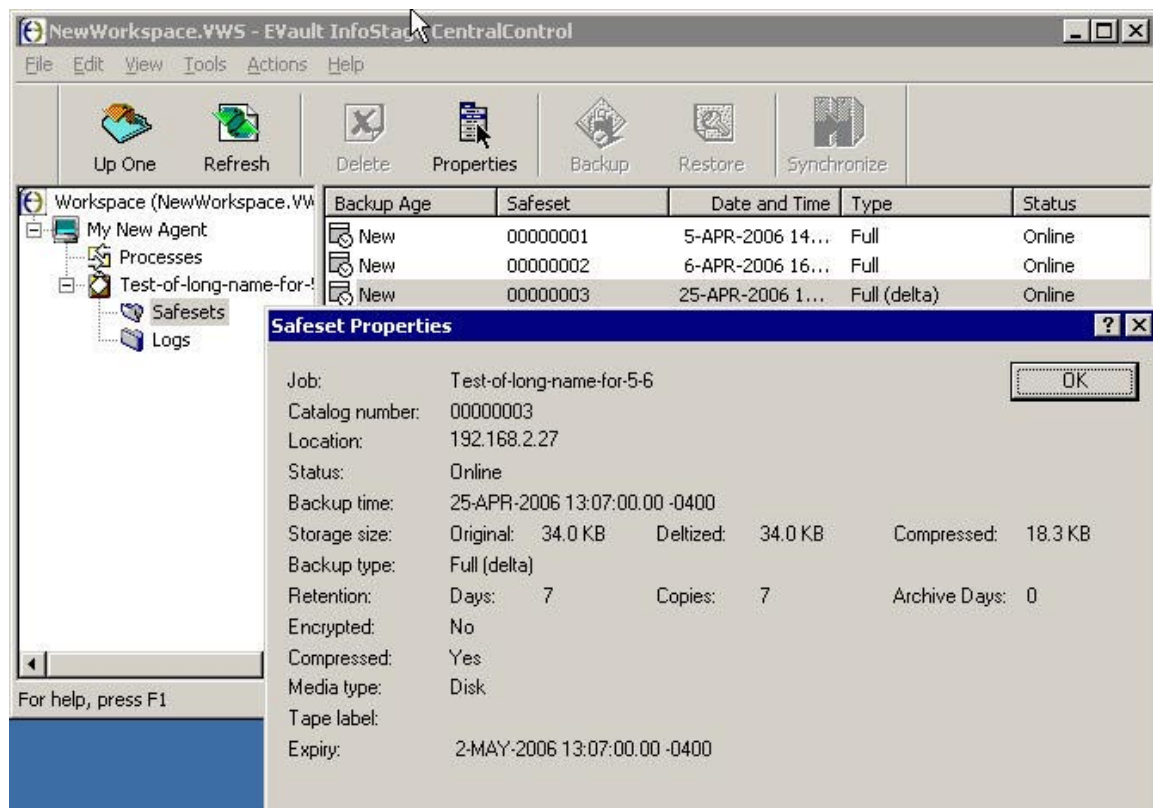 NewWorkspace.VWS - EVault InfoStag CentralControl
File Edit View Tools Actions Help
Up One Refresh Delete Properties Backup Restore Synchronize
Workspace (NewWorkspace.VW
My New Agent
Processes
Test-of-long-name-for-5
Safesets
Logs
Backup Age Safeset Date and Time Type Status
New 00000001 5-APR-2006 14... Full Online
New 00000002 6-APR-2006 16... Full Online
New 00000003 25-APR-2006 1... Full (delta) Online
Safeset Properties
OK
Job: Test-of-long-name-for-5-6
Catalog number: 00000003
Location: 192.168.2.27
Status: Online
Backup time: 25-APR-2006 13:07:00.00 -0400
Storage size: Original: 34.0 KB Deltized: 34.0 KB Compressed: 18.3 KB
Backup type: Full (delta)
Retention: Days: 7 Copies: 7 Archive Days: 0
Encrypted: No
Compressed: Yes
Media type: Disk
Tape label:
Expiry: 2-MAY-2006 13:07:00.00 -0400
For help, press F1